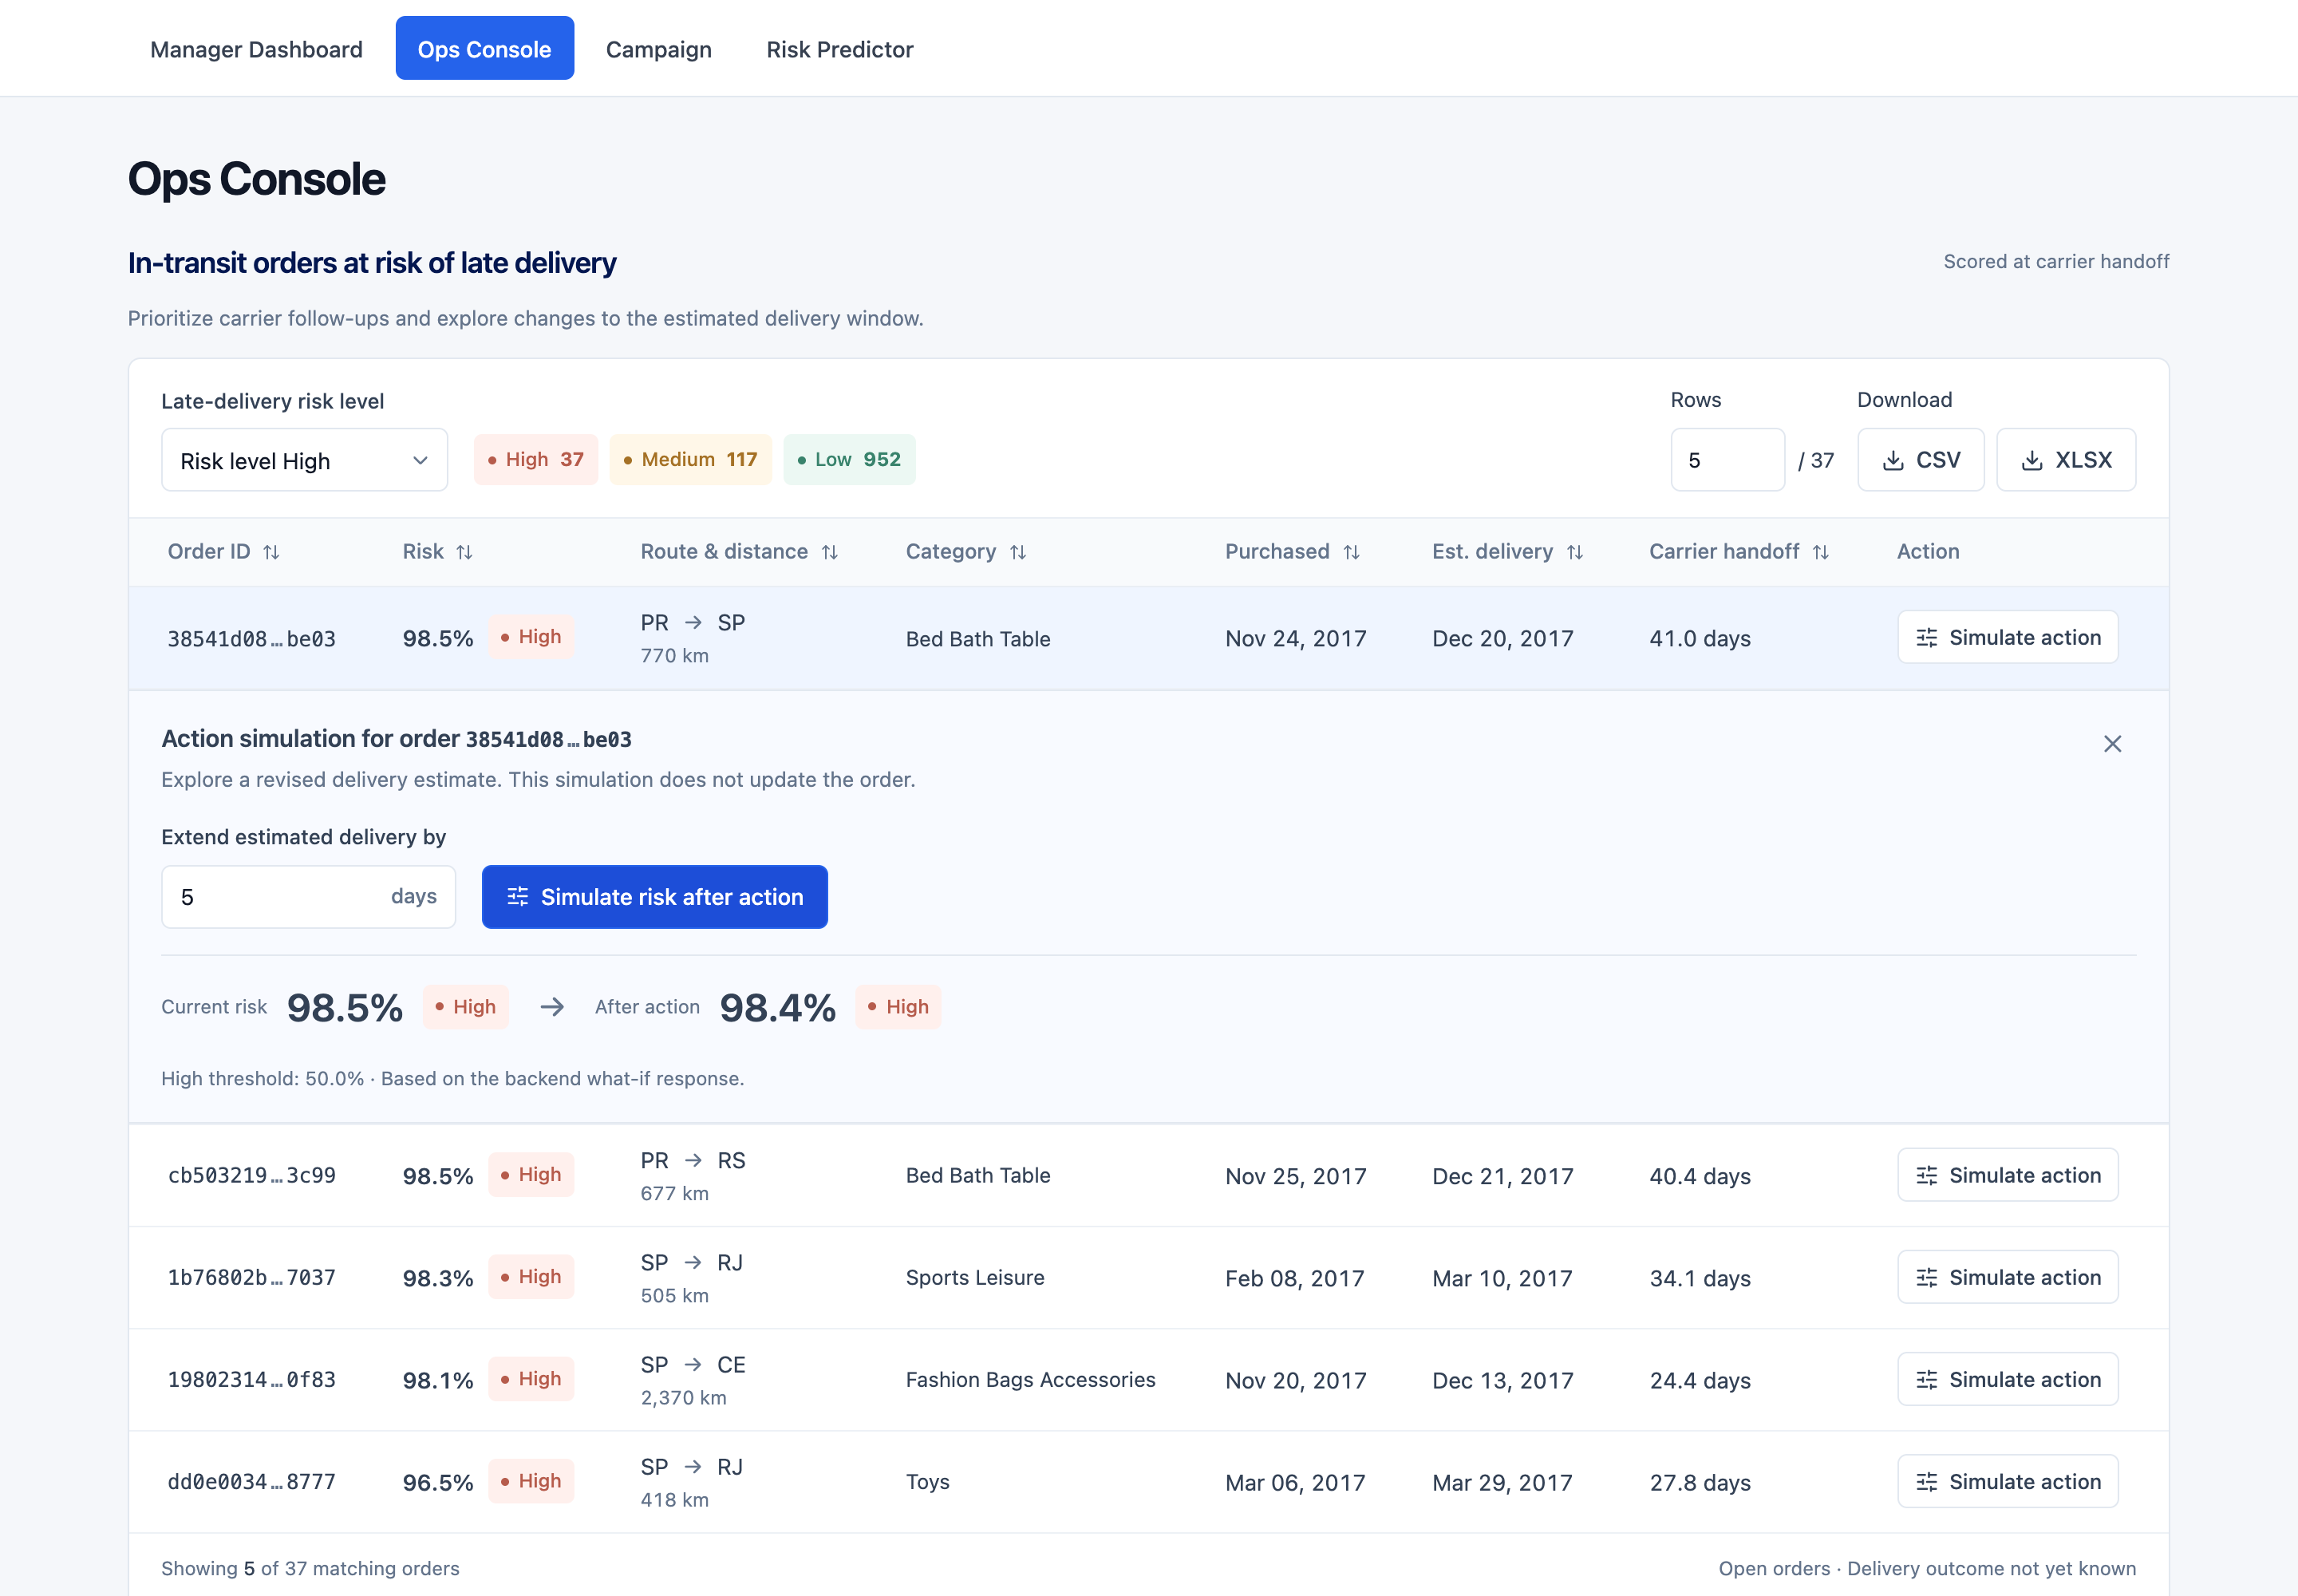 Manager Dashboard Ops Console Campaign Risk Predictor
Ops Console
In-transit orders at risk of late delivery Scored at carrier handoff
Prioritize carrier follow-ups and explore changes to the estimated delivery window.
Late-delivery risk level Rows Download
Risk level High High 37 Medium 117 Low 952 5 / 37 CSV XLSX
Order ID Risk Route & distance Category Purchased Est. delivery Carrier handoff Action
38541d08…be03 98.5% High PR → SP Bed Bath Table Nov 24, 2017 Dec 20, 2017 41.0 days Simulate action
770 km
Action simulation for order 38541d08…be03
Explore a revised delivery estimate. This simulation does not update the order.
Extend estimated delivery by
5 days Simulate risk after action
Current risk 98.5% High → After action 98.4% High
High threshold: 50.0% · Based on the backend what-if response.
cb503219…3c99 98.5% High PR → RS Bed Bath Table Nov 25, 2017 Dec 21, 2017 40.4 days Simulate action
677 km
1b76802b…7037 98.3% High SP → RJ Sports Leisure Feb 08, 2017 Mar 10, 2017 34.1 days Simulate action
505 km
19802314…0f83 98.1% High SP → CE Fashion Bags Accessories Nov 20, 2017 Dec 13, 2017 24.4 days Simulate action
2,370 km
dd0e0034…8777 96.5% High SP → RJ Toys Mar 06, 2017 Mar 29, 2017 27.8 days Simulate action
418 km
Showing 5 of 37 matching orders Open orders · Delivery outcome not yet known